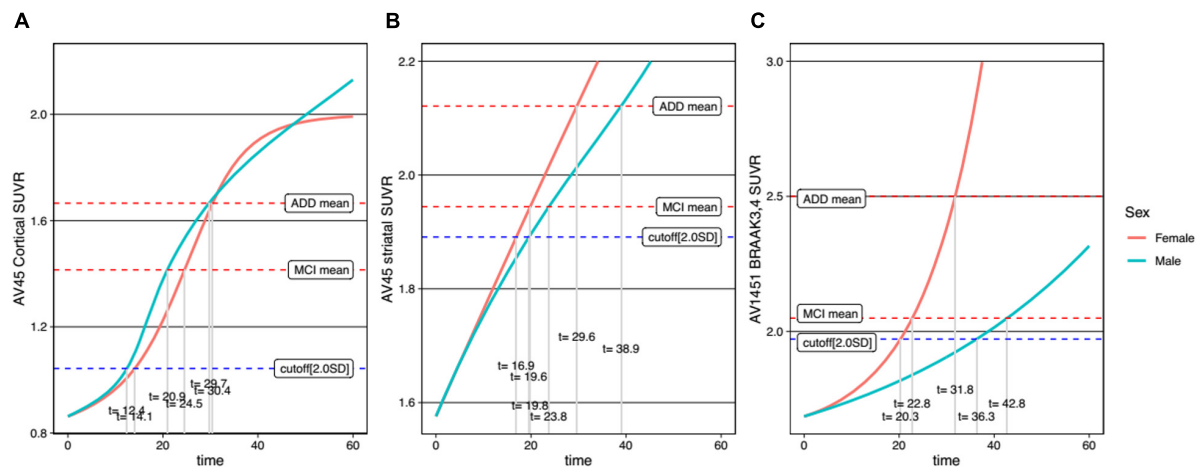 A
AV45 Cortical SUVR
2.0
1.6
1.2
0.8
ADD mean
MCI mean
cutoff[2.0SD]
t= 12.4
t= 14.1
t= 20.9
t= 24.5
t= 29.7
t= 30.4
0
20
40
60
time
B
AV45 striatal SUVR
2.2
2.0
1.8
1.6
ADD mean
MCI mean
cutoff[2.0SD]
t= 29.6
t= 38.9
t= 16.9
t= 19.6
t= 19.8
t= 23.8
0
20
40
60
time
C
AV1451 BRAAK3,4 SUVR
3.0
2.5
2.0
ADD mean
MCI mean
cutoff[2.0SD]
t= 31.8
t= 22.8
t= 20.3
t= 42.8
t= 36.3
0
20
40
60
time
Sex
Female
Male